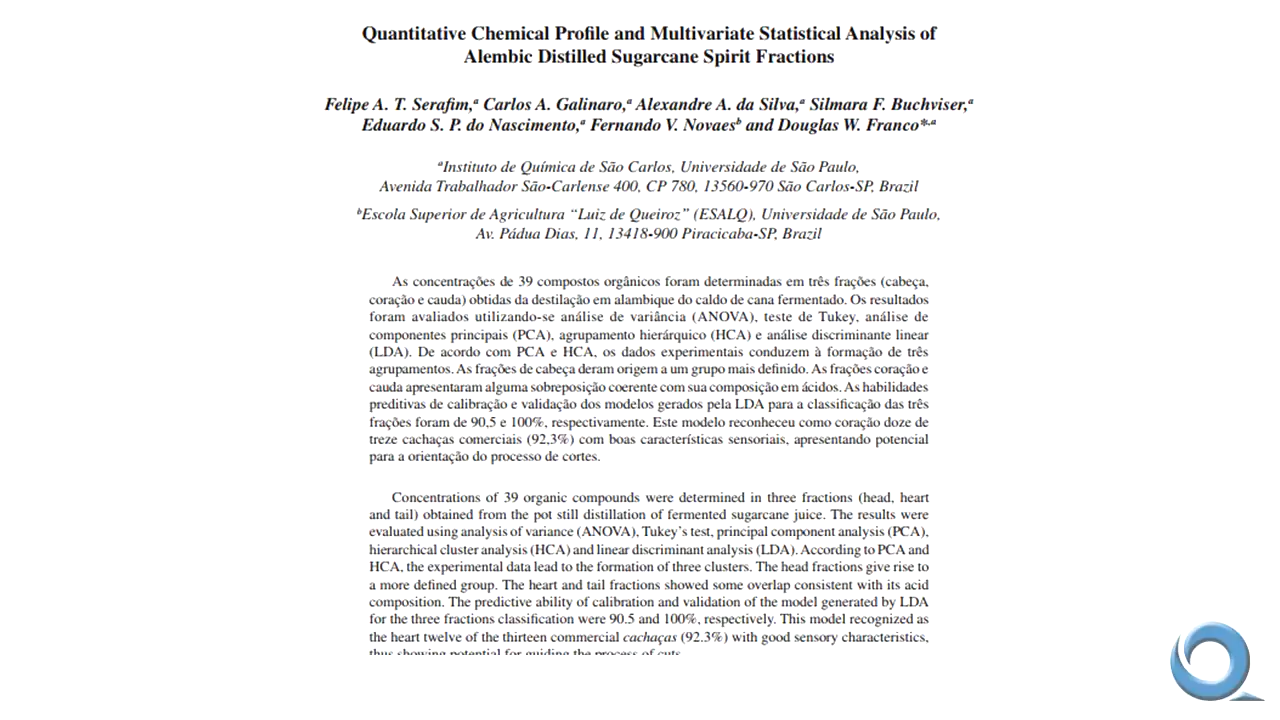 Quantitative Chemical Profile and Multivariate Statistical Analysis of
Alembic Distilled Sugarcane Spirit Fractions
Felipe A. T. Serafim,ᵃ Carlos A. Galinaro,ᵃ Alexandre A. da Silva,ᵃ Silmara F. Buchviser,ᵃ
Eduardo S. P. do Nascimento,ᵃ Fernando V. Novaesᵇ and Douglas W. Franco*,ᵃ
ᵃInstituto de Química de São Carlos, Universidade de São Paulo,
Avenida Trabalhador São-Carlense 400, CP 780, 13560-970 São Carlos-SP, Brazil
ᵇEscola Superior de Agricultura “Luiz de Queiroz” (ESALQ), Universidade de São Paulo,
Av. Pádua Dias, 11, 13418-900 Piracicaba-SP, Brazil
As concentrações de 39 compostos orgânicos foram determinadas em três frações (cabeça,
coração e cauda) obtidas da destilação em alambique do caldo de cana fermentado. Os resultados
foram avaliados utilizando-se análise de variância (ANOVA), teste de Tukey, análise de
componentes principais (PCA), agrupamento hierárquico (HCA) e análise discriminante linear
(LDA). De acordo com PCA e HCA, os dados experimentais conduzem à formação de três
agrupamentos. As frações de cabeça deram origem a um grupo mais definido. As frações coração e
cauda apresentaram alguma sobreposição coerente com sua composição em ácidos. As habilidades
preditivas de calibração e validação dos modelos gerados pela LDA para a classificação das três
frações foram de 90,5 e 100%, respectivamente. Este modelo reconheceu como coração doze de
treze cachaças comerciais (92,3%) com boas características sensoriais, apresentando potencial
para a orientação do processo de cortes.
Concentrations of 39 organic compounds were determined in three fractions (head, heart
and tail) obtained from the pot still distillation of fermented sugarcane juice. The results were
evaluated using analysis of variance (ANOVA), Tukey’s test, principal component analysis (PCA),
hierarchical cluster analysis (HCA) and linear discriminant analysis (LDA). According to PCA and
HCA, the experimental data lead to the formation of three clusters. The head fractions give rise to
a more defined group. The heart and tail fractions showed some overlap consistent with its acid
composition. The predictive ability of calibration and validation of the model generated by LDA
for the three fractions classification were 90.5 and 100%, respectively. This model recognized as
the heart twelve of the thirteen commercial cachaças (92.3%) with good sensory characteristics,
thus showing potential for guiding the process of cuts.